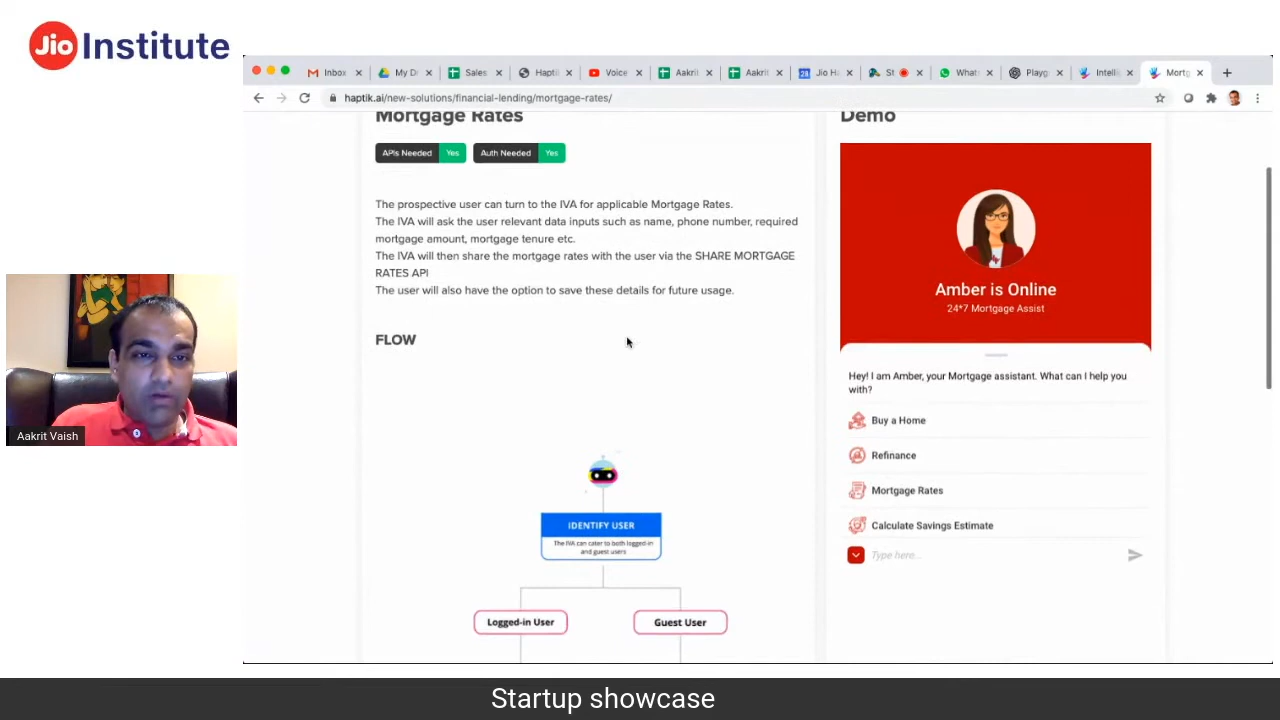 Jio Institute
Inbox
My D
Sales
Hapti
Voice
Aakrit
Aakrit
28
Jio H
St
What
Playg
Intelli
Mortg
haptik.ai/new-solutions/financial-lending/mortgage-rates/
Mortgage Rates
APIs Needed Yes
Auth Needed Yes
The prospective user can turn to the IVA for applicable Mortgage Rates.
The IVA will ask the user relevant data inputs such as name, phone number, required
mortgage amount, mortgage tenure etc.
The IVA will then share the mortgage rates with the user via the SHARE MORTGAGE
RATES API
The user will also have the option to save these details for future usage.
FLOW
IDENTIFY USER
The IVA can cater to both logged-in
and guest users
Logged-in User
Guest User
Demo
Amber is Online
24*7 Mortgage Assist
Hey! I am Amber, your Mortgage assistant. What can I help you
with?
Buy a Home
Refinance
Mortgage Rates
Calculate Savings Estimate
Type here...
Aakrit Vaish
Startup showcase